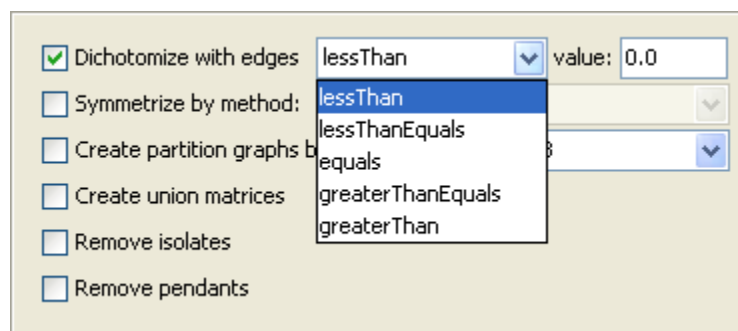 Dichotomize with edges lessThan value: 0.0
Symmetrize by method: lessThan
lessThanEquals
Create partition graphs
equals
Create union matrices greaterThanEquals
Remove isolates greaterThan
Remove pendants